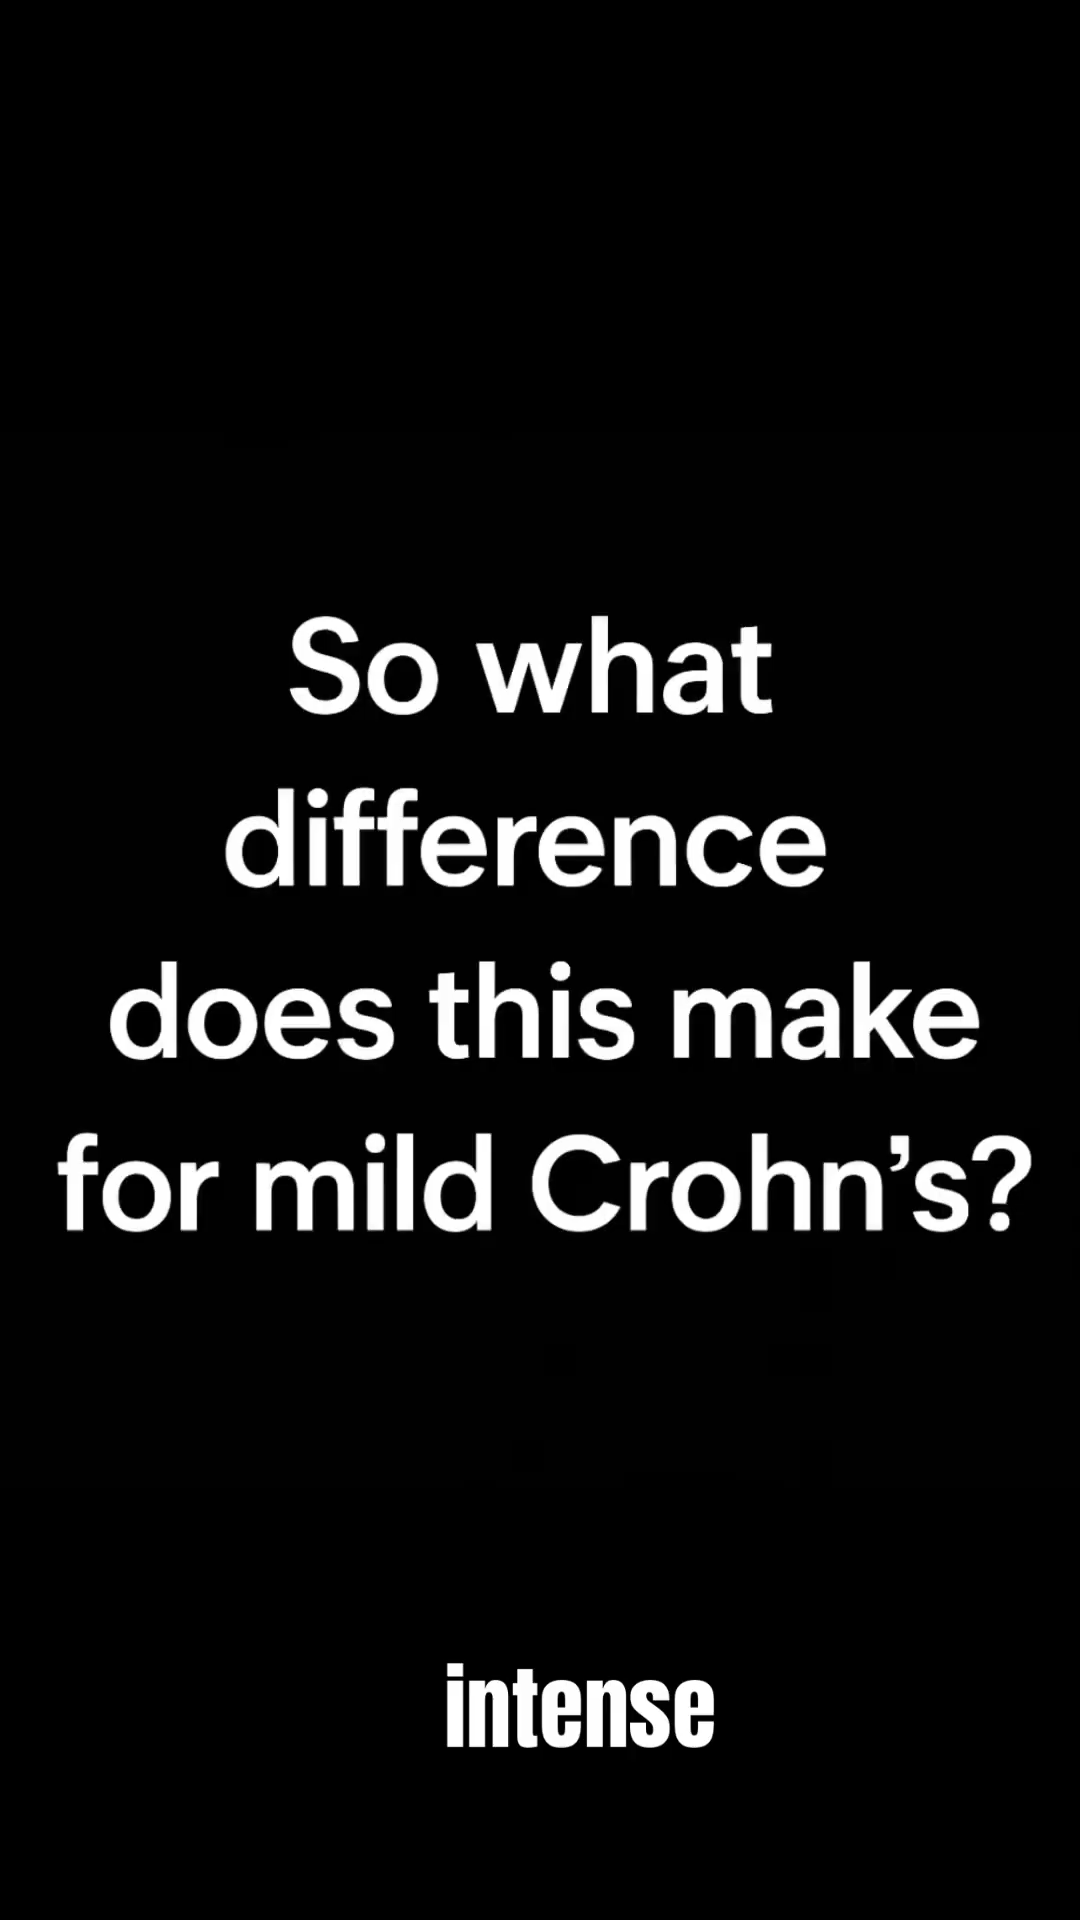 So what
difference
does this make
for mild Crohn’s?
intense